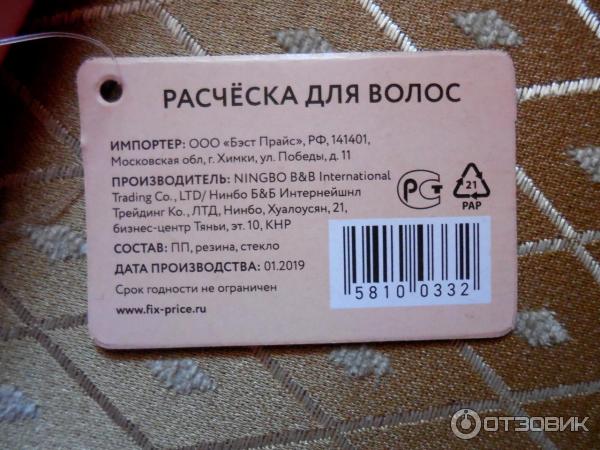 РАСЧЁСКА ДЛЯ ВОЛОС
ИМПОРТЕР: ООО «Бэст Прайс», РФ, 141401,
Московская обл, г. Химки, ул. Победы, д. 11
ПРОИЗВОДИТЕЛЬ: NINGBO B&B International
Trading Co., LTD/ Нинбо Б&Б Интернейшнл
Трейдинг Ко., ЛТД, Нинбо, Хуалоусян, 21,
бизнес-центр Тяньи, эт. 10, КНР
СОСТАВ: ПП, резина, стекло
ДАТА ПРОИЗВОДСТВА: 01.2019
Срок годности не ограничен
www.fix-price.ru
РСТ
21
PAP
5810 0332
ОТЗОВИК